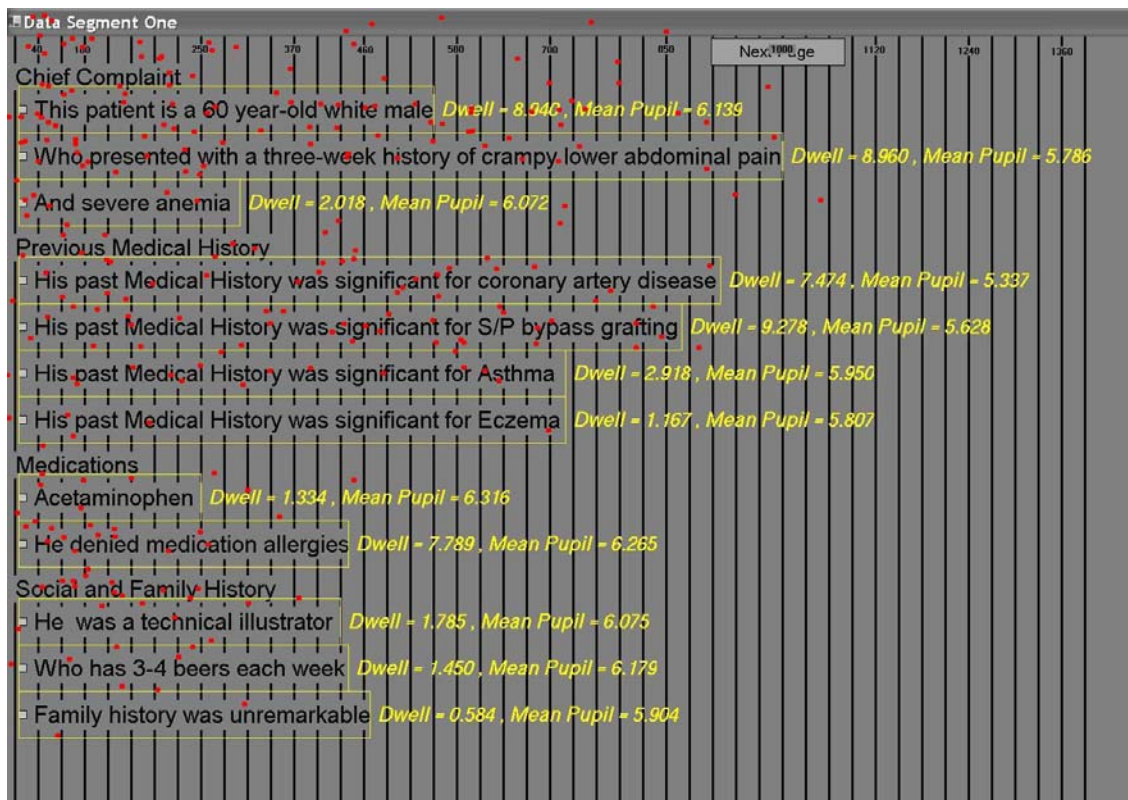 Data Segment One
40 100 250 370 460 580 700 850 1000 1120 1240 1360
Next Page
Chief Complaint
This patient is a 60 year-old white male Dwell = 8.940 , Mean Pupil = 6.139
Who presented with a three-week history of crampy lower abdominal pain Dwell = 8.960 , Mean Pupil = 5.786
And severe anemia Dwell = 2.018 , Mean Pupil = 6.072
Previous Medical History
His past Medical History was significant for coronary artery disease Dwell = 7.474 , Mean Pupil = 5.337
His past Medical History was significant for S/P bypass grafting Dwell = 9.278 , Mean Pupil = 5.628
His past Medical History was significant for Asthma Dwell = 2.918 , Mean Pupil = 5.950
His past Medical History was significant for Eczema Dwell = 1.167 , Mean Pupil = 5.807
Medications
Acetaminophen Dwell = 1.334 , Mean Pupil = 6.316
He denied medication allergies Dwell = 7.789 , Mean Pupil = 6.265
Social and Family History
He was a technical illustrator Dwell = 1.785 , Mean Pupil = 6.075
Who has 3-4 beers each week Dwell = 1.450 , Mean Pupil = 6.179
Family history was unremarkable Dwell = 0.584 , Mean Pupil = 5.904